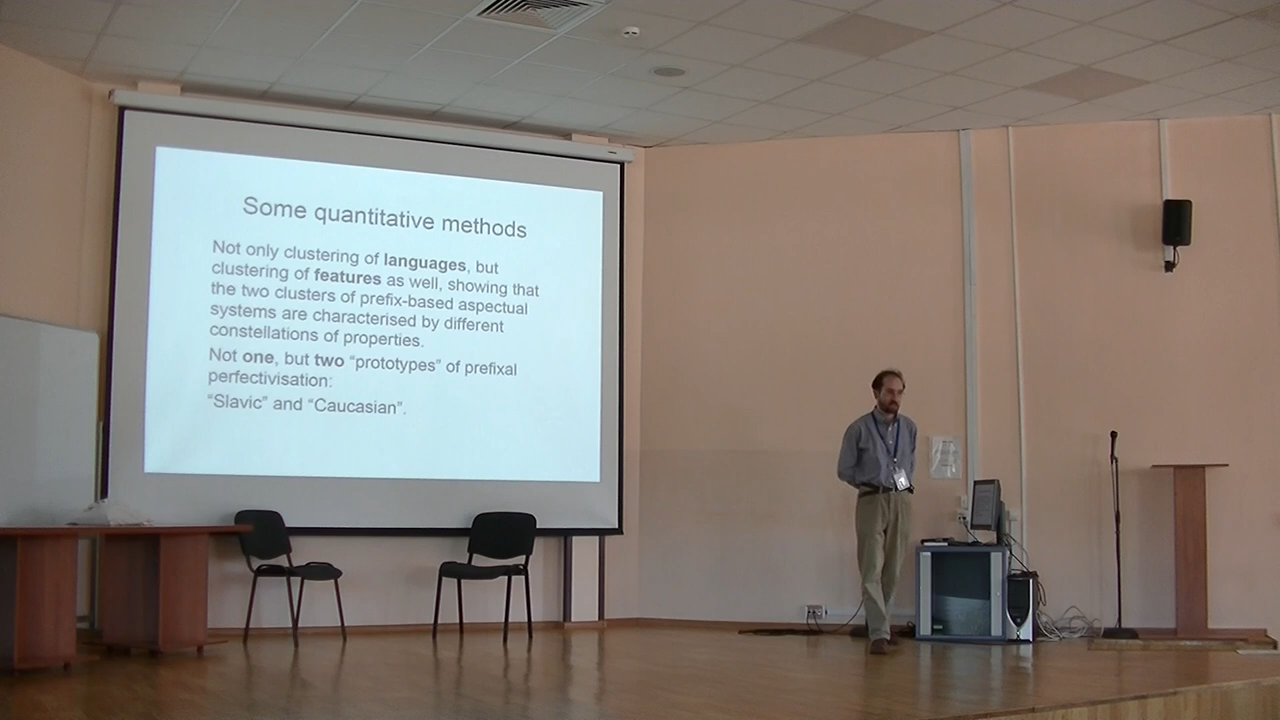 Some quantitative methods
Not only clustering of languages, but
clustering of features as well, showing that
the two clusters of prefix-based aspectual
systems are characterised by different
constellations of properties.
Not one, but two “prototypes” of prefixal
perfectivisation:
“Slavic” and “Caucasian”.